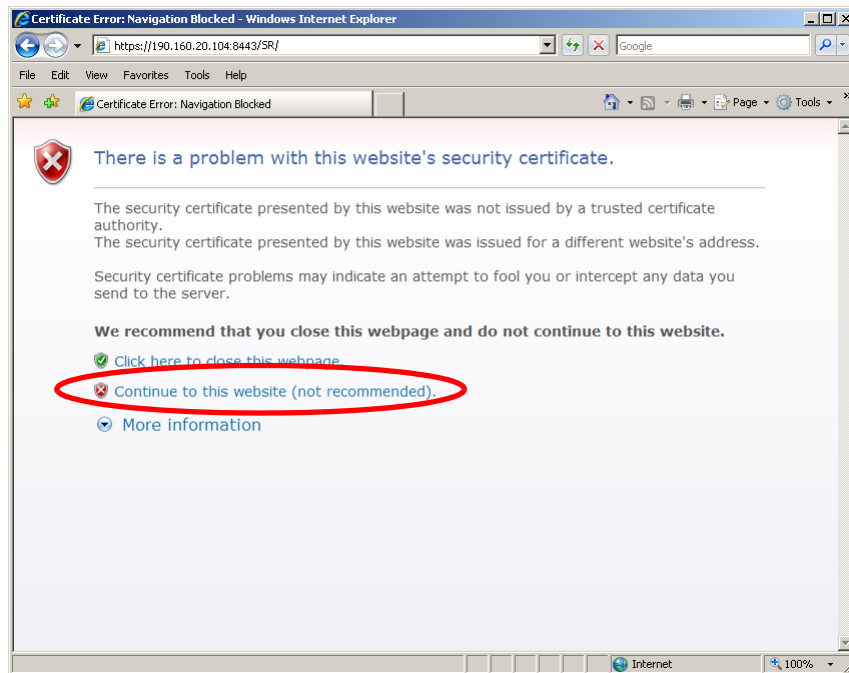 Certificate Error: Navigation Blocked - Windows Internet Explorer
https://190.160.20.104:8443/SR/
Google
File Edit View Favorites Tools Help
Certificate Error: Navigation Blocked
Page Tools »
There is a problem with this website's security certificate.
The security certificate presented by this website was not issued by a trusted certificate
authority.
The security certificate presented by this website was issued for a different website's address.
Security certificate problems may indicate an attempt to fool you or intercept any data you
send to the server.
We recommend that you close this webpage and do not continue to this website.
Click here to close this webpage.
Continue to this website (not recommended).
More information
Internet
100%